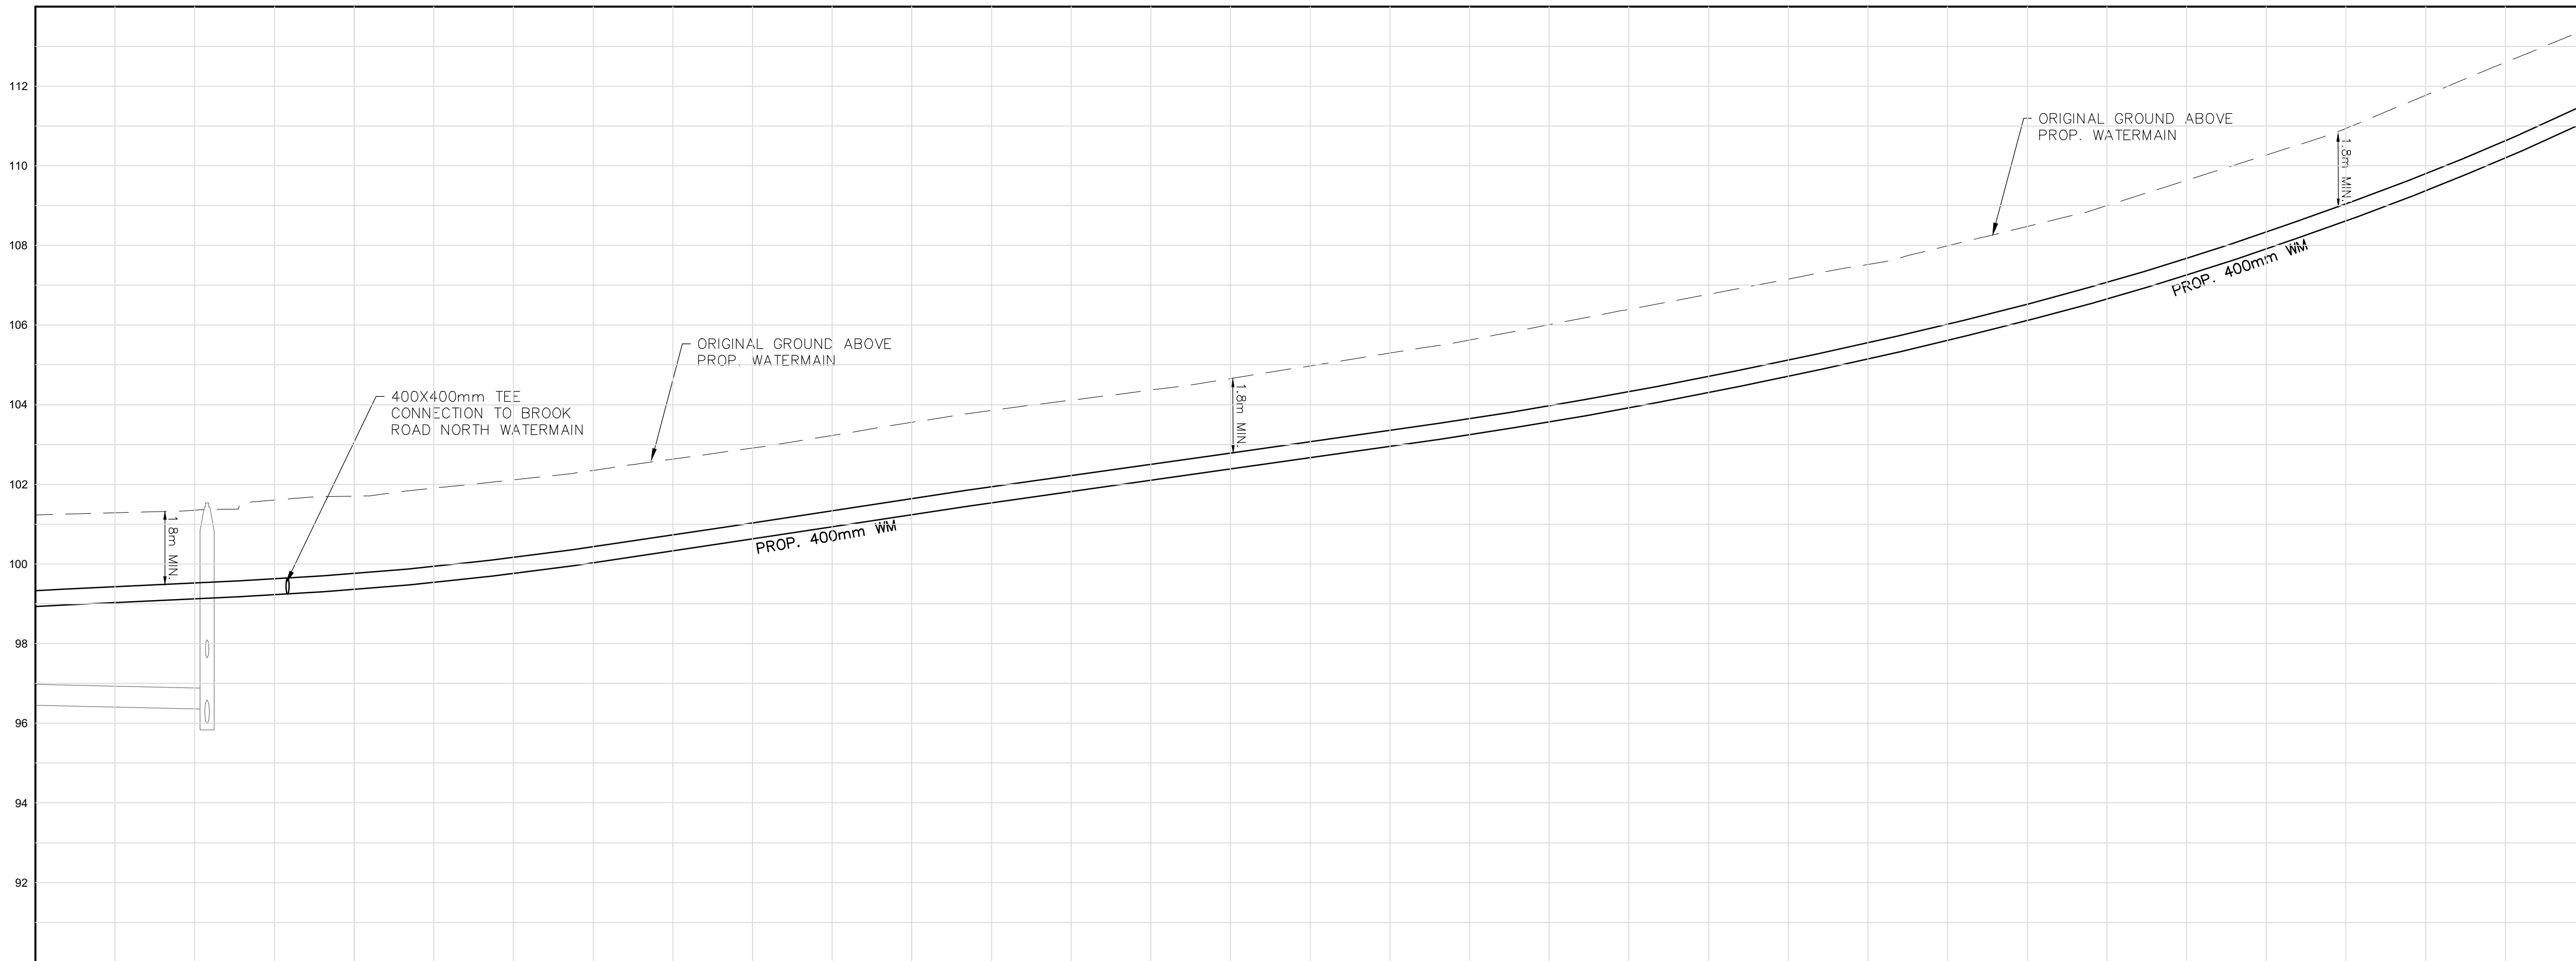 112
110
108
106
104
102
100
98
96
94
92
ORIGINAL GROUND ABOVE
PROP. WATERMAIN
1.8m MIN.
PROP. 400mm WM
ORIGINAL GROUND ABOVE
PROP. WATERMAIN
1.8m MIN.
400X400mm TEE
CONNECTION TO BROOK
ROAD NORTH WATERMAIN
PROP. 400mm WM
1.8m MIN.